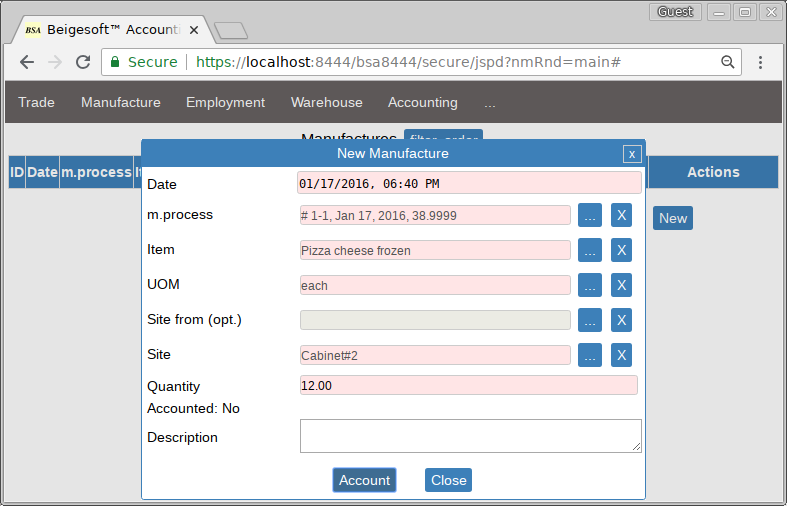 Guest
BSA Beigesoft™ Account
Secure https://localhost:8444/bsa8444/secure/jspd?nmRnd=main#
Trade Manufacture Employment Warehouse Accounting ...
Manufactures filter, order
ID Date m.process Actions
New Manufacture x
Date 01/17/2016, 06:40 PM
m.process # 1-1, Jan 17, 2016, 38.9999 ... X
New
Item Pizza cheese frozen ... X
UOM each ... X
Site from (opt.) ... X
Site Cabinet#2 ... X
Quantity 12.00
Accounted: No
Description
Account Close